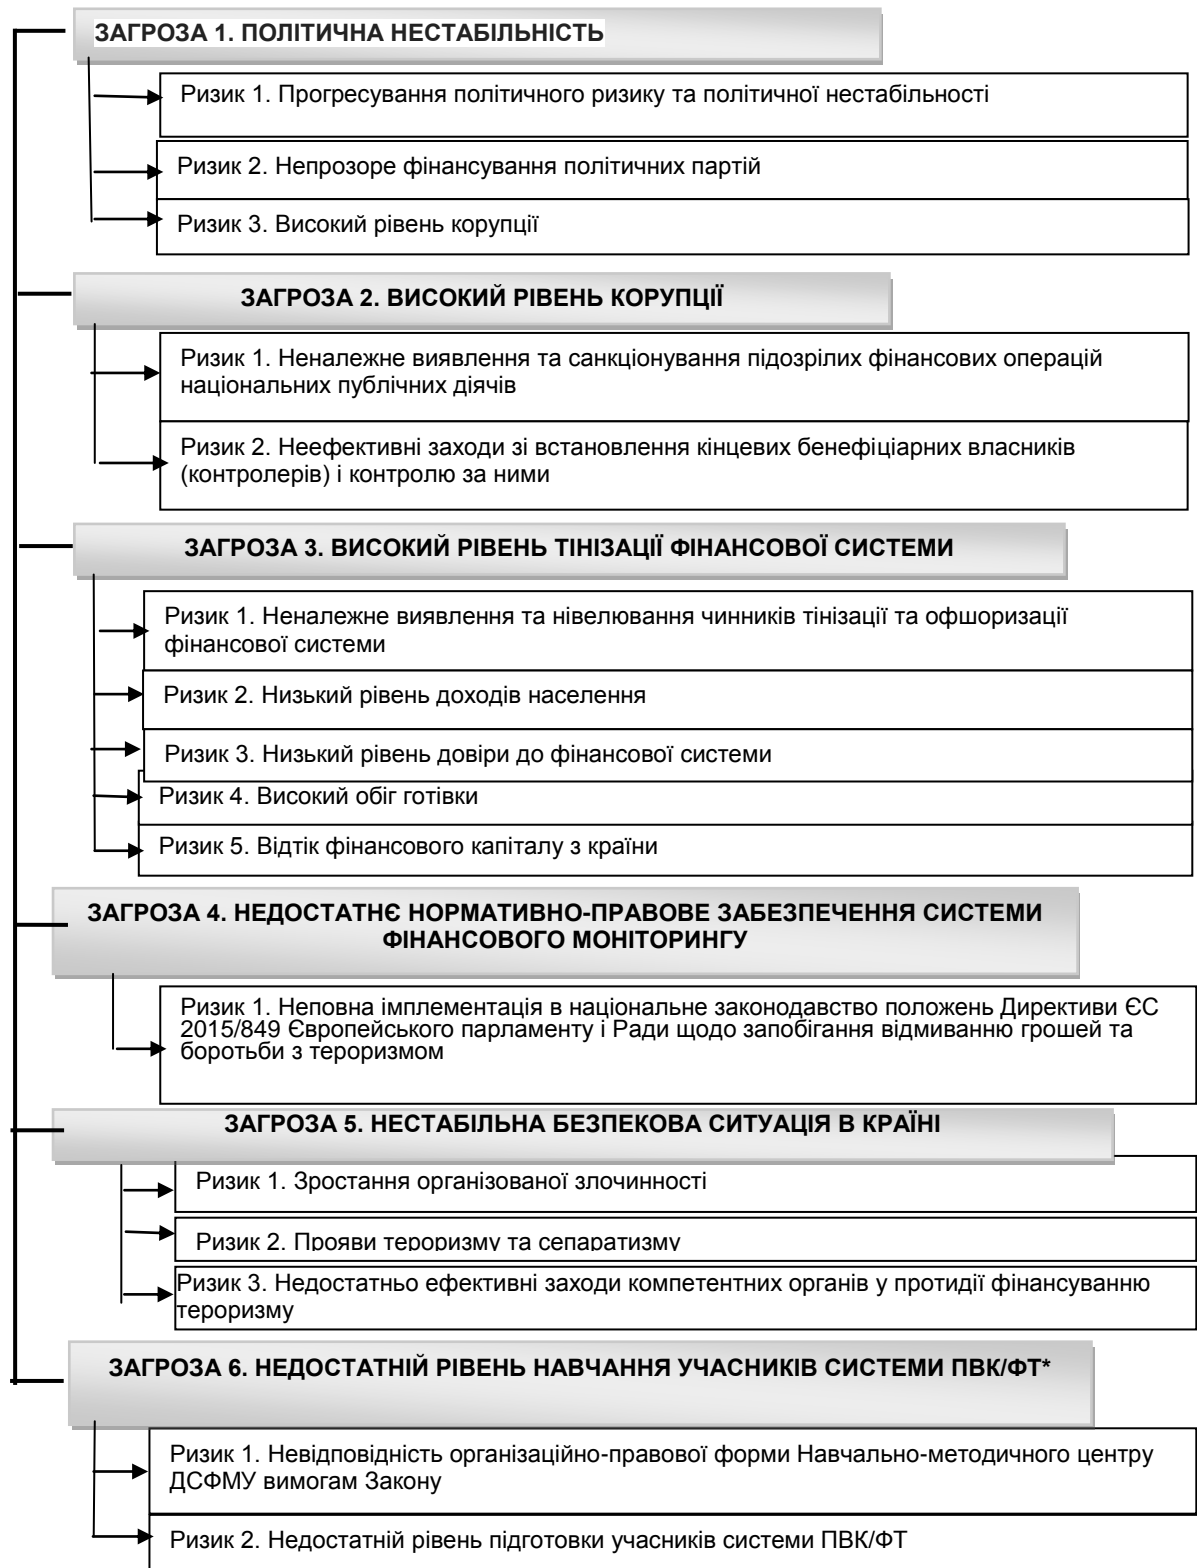 ЗАГРОЗА 1. ПОЛІТИЧНА НЕСТАБІЛЬНІСТЬ
Ризик 1. Прогресування політичного ризику та політичної нестабільності
Ризик 2. Непрозоре фінансування політичних партій
Ризик 3. Високий рівень корупції
ЗАГРОЗА 2. ВИСОКИЙ РІВЕНЬ КОРУПЦІЇ
Ризик 1. Неналежне виявлення та санкціонування підозрілих фінансових операцій
національних публічних діячів
Ризик 2. Неефективні заходи зі встановлення кінцевих бенефіціарних власників
(контролерів) і контролю за ними
ЗАГРОЗА 3. ВИСОКИЙ РІВЕНЬ ТІНІЗАЦІЇ ФІНАНСОВОЇ СИСТЕМИ
Ризик 1. Неналежне виявлення та нівелювання чинників тінізації та офшоризації
фінансової системи
Ризик 2. Низький рівень доходів населення
Ризик 3. Низький рівень довіри до фінансової системи
Ризик 4. Високий обіг готівки
Ризик 5. Відтік фінансового капіталу з країни
ЗАГРОЗА 4. НЕДОСТАТНЄ НОРМАТИВНО-ПРАВОВЕ ЗАБЕЗПЕЧЕННЯ СИСТЕМИ
ФІНАНСОВОГО МОНІТОРИНГУ
Ризик 1. Неповна імплементація в національне законодавство положень Директиви ЄС
2015/849 Європейського парламенту і Ради щодо запобігання відмиванню грошей та
боротьби з тероризмом
ЗАГРОЗА 5. НЕСТАБІЛЬНА БЕЗПЕКОВА СИТУАЦІЯ В КРАЇНІ
Ризик 1. Зростання організованої злочинності
Ризик 2. Прояви тероризму та сепаратизму
Ризик 3. Недостатньо ефективні заходи компетентних органів у протидії фінансуванню
тероризму
ЗАГРОЗА 6. НЕДОСТАТНІЙ РІВЕНЬ НАВЧАННЯ УЧАСНИКІВ СИСТЕМИ ПВК/ФТ*
Ризик 1. Невідповідність організаційно-правової форми Навчально-методичного центру
ДСФМУ вимогам Закону
Ризик 2. Недостатній рівень підготовки учасників системи ПВК/ФТ